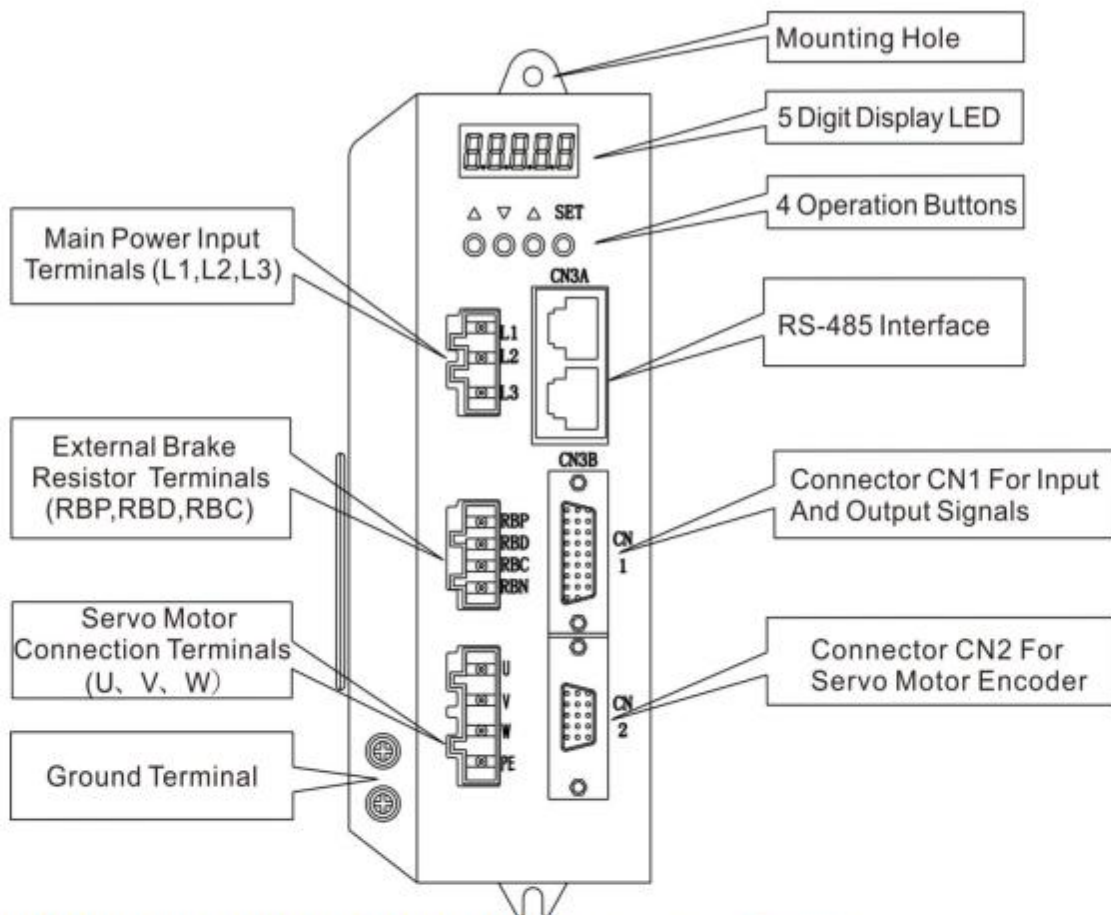 Mounting Hole
5 Digit Display LED
88888
△ ▽ △ SET
4 Operation Buttons
Main Power Input
Terminals (L1,L2,L3)
CN3A
RS-485 Interface
L1
L2
L3
External Brake
Resistor Terminals
(RBP,RBD,RBC)
CN3B
Connector CN1 For Input
And Output Signals
RBP
RBD
RBC
RBN
CN
1
Servo Motor
Connection Terminals
(U、V、W）
U
V
W
PE
Connector CN2 For
Servo Motor Encoder
CN
2
Ground Terminal